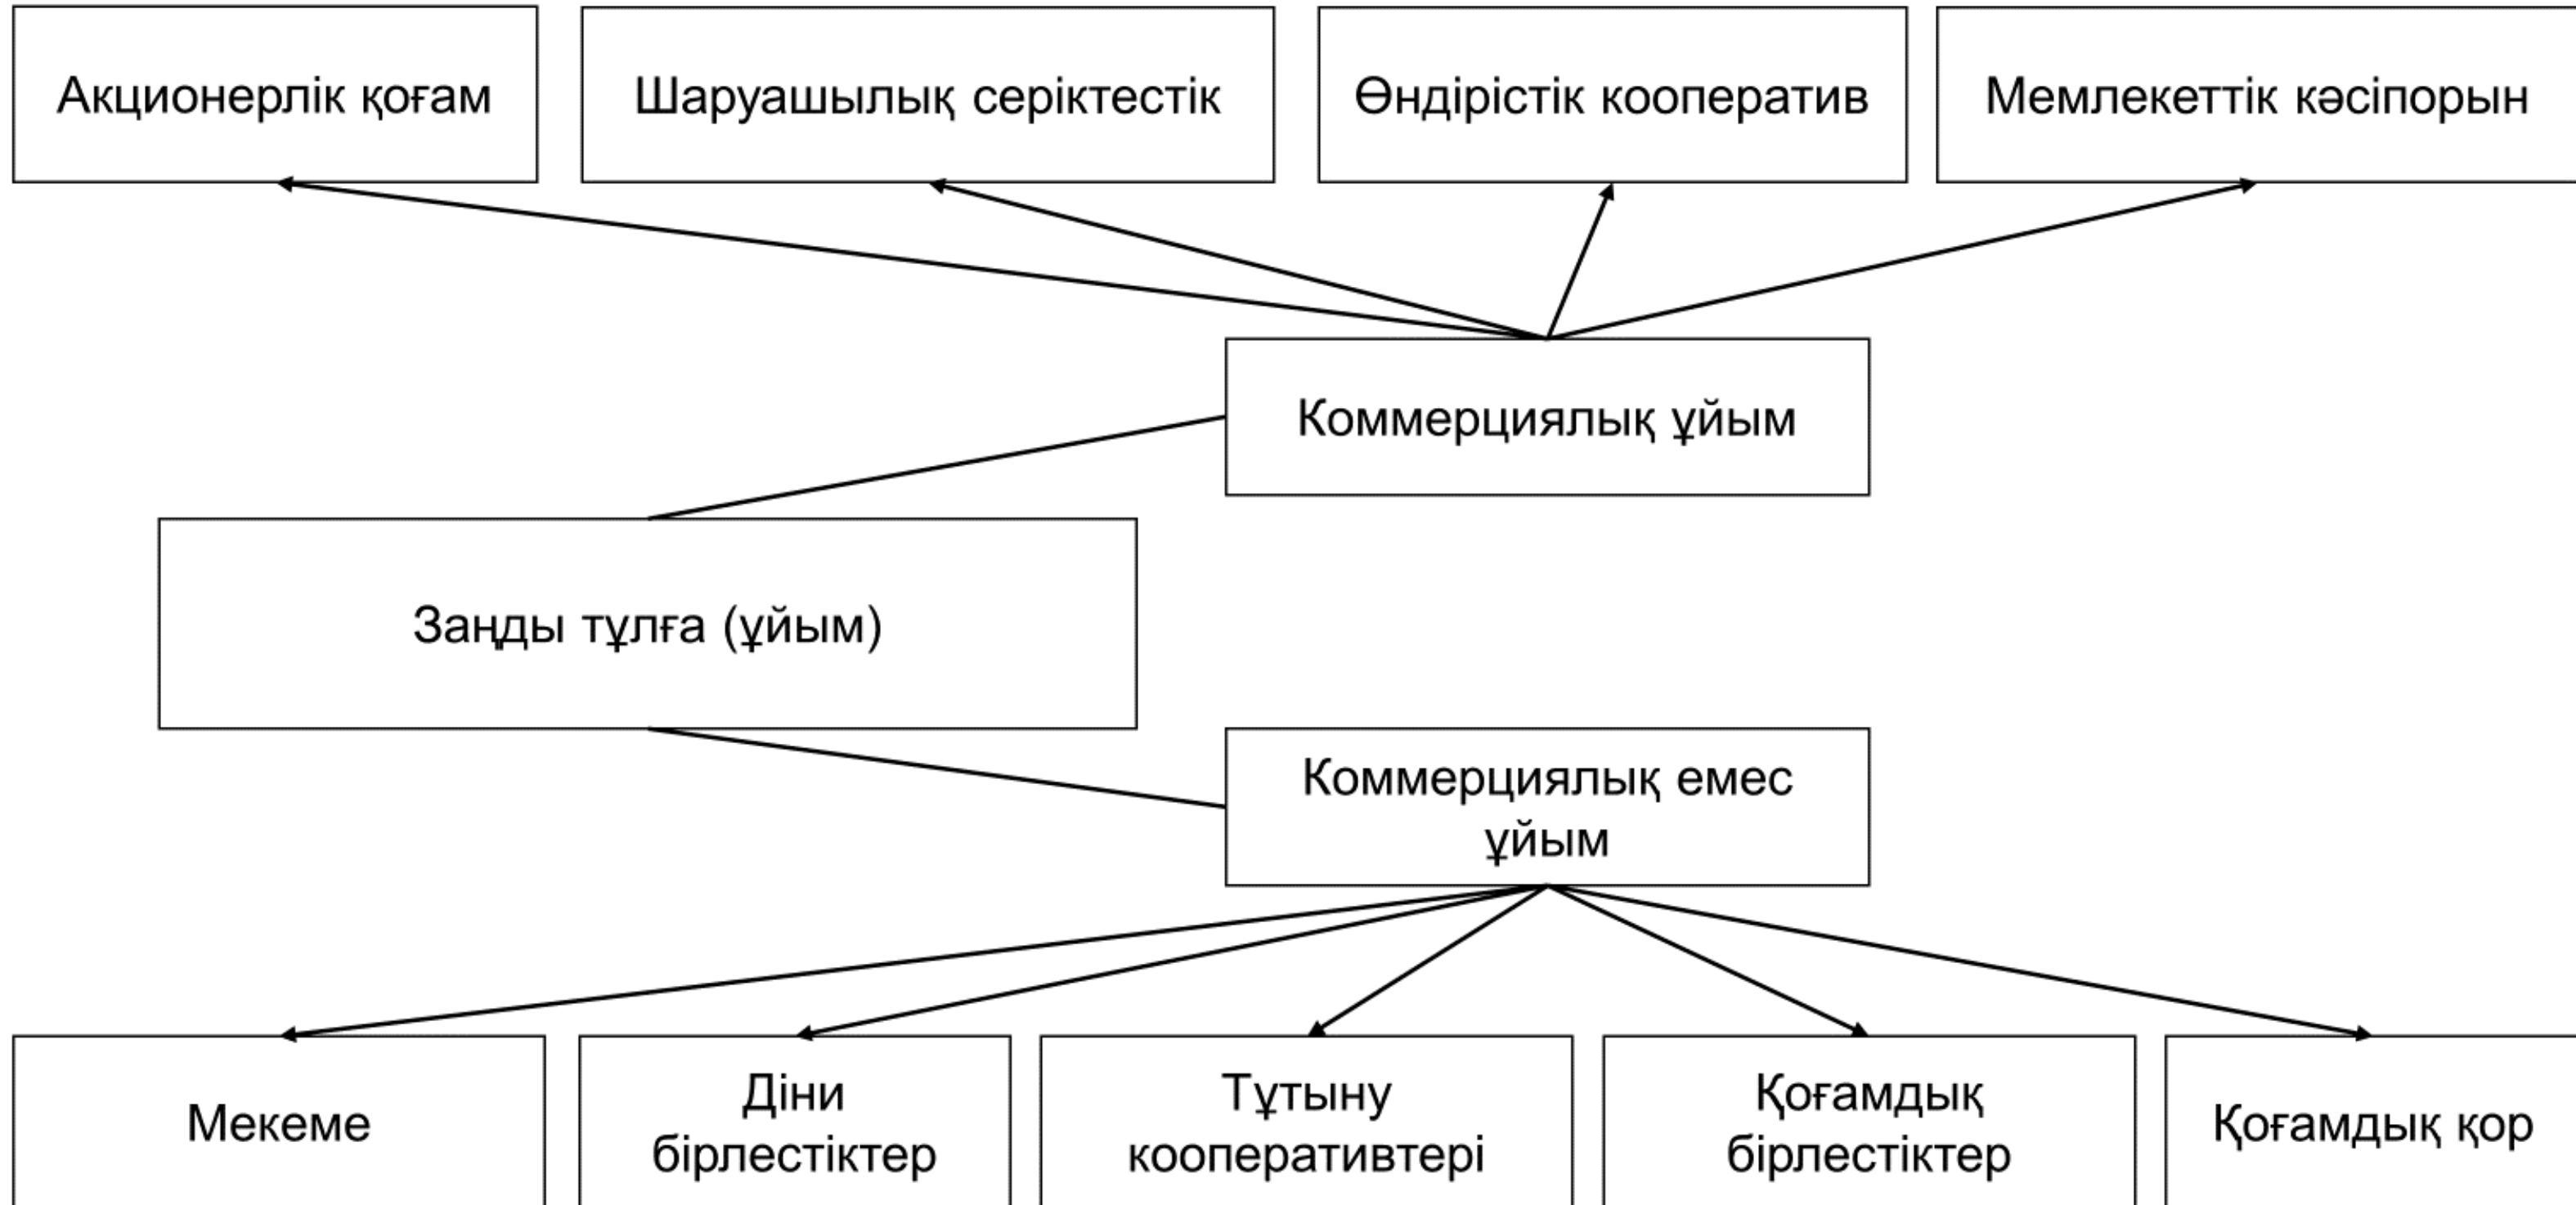 Акционерлік қоғам
Шаруашылық серіктестік
Өндірістік кооператив
Мемлекеттік кәсіпорын
Коммерциялық ұйым
Заңды тұлға (ұйым)
Коммерциялық емес
ұйым
Мекеме
Діни
бірлестіктер
Тұтыну
кооперативтері
Қоғамдық
бірлестіктер
Қоғамдық қор